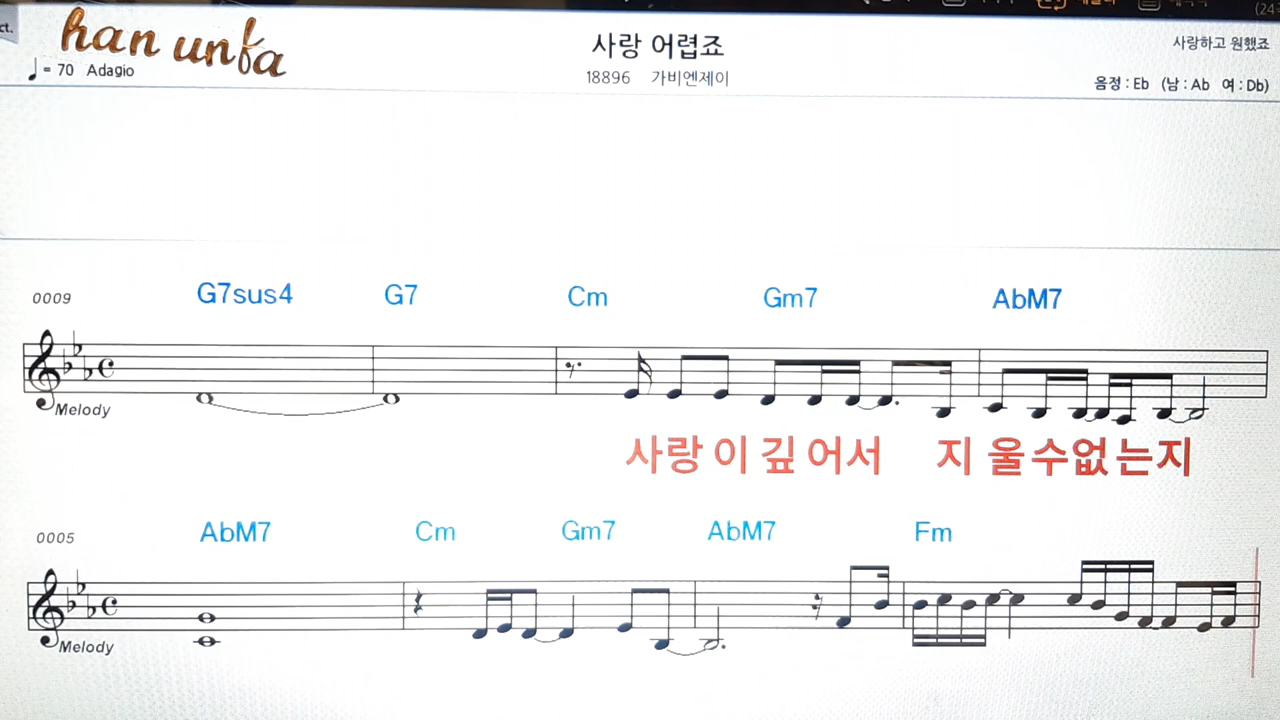 ct.
han unfa
사랑 어렵죠
사랑하고 원했죠
♩= 70 Adagio
18896 가비엔제이
음정 : Eb (남 : Ab 여 : Db)
0009
G7sus4 G7 Cm Gm7 AbM7
Melody
사랑이깊어서 지울수없는지
0005
AbM7 Cm Gm7 AbM7 Fm
Melody